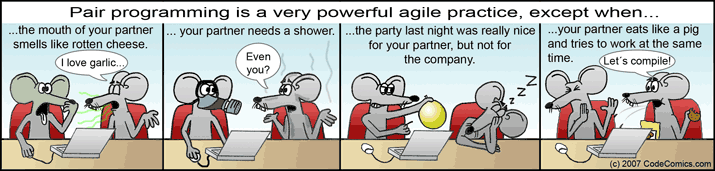 Pair programming is a very powerful agile practice, except when...
...the mouth of your partner
smells like rotten cheese.
I love garlic...
... your partner needs a shower.
Even
you?
...the party last night was really nice
for your partner, but not for
the company.
z z Z Z
...your partner eats like a pig
and tries to work at the same
time.
Let´s compile!
(c) 2007 CodeComics.com